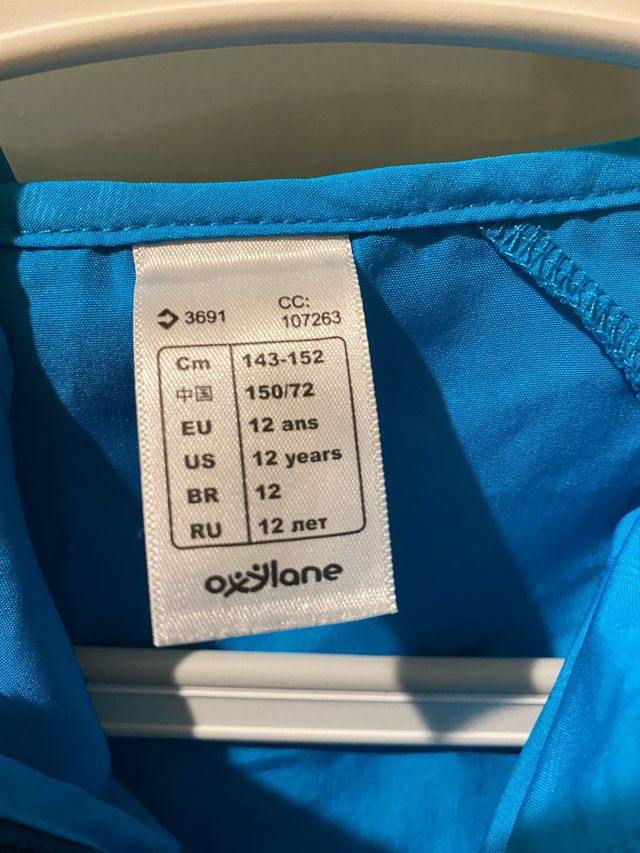 3691 CC:
107263
Cm 143-152
中国 150/72
EU 12 ans
US 12 years
BR 12
RU 12 лет
oxylane